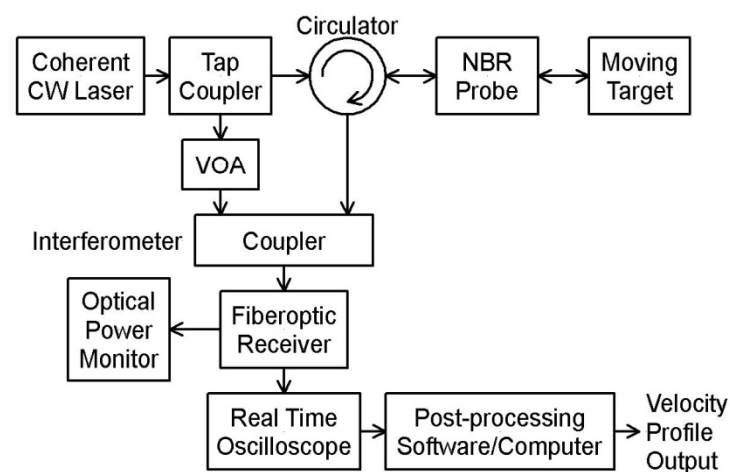 Circulator
Coherent
CW Laser
Tap
Coupler
NBR
Probe
Moving
Target
VOA
Interferometer
Coupler
Optical
Power
Monitor
Fiberoptic
Receiver
Real Time
Oscilloscope
Post-processing
Software/Computer
Velocity
Profile
Output